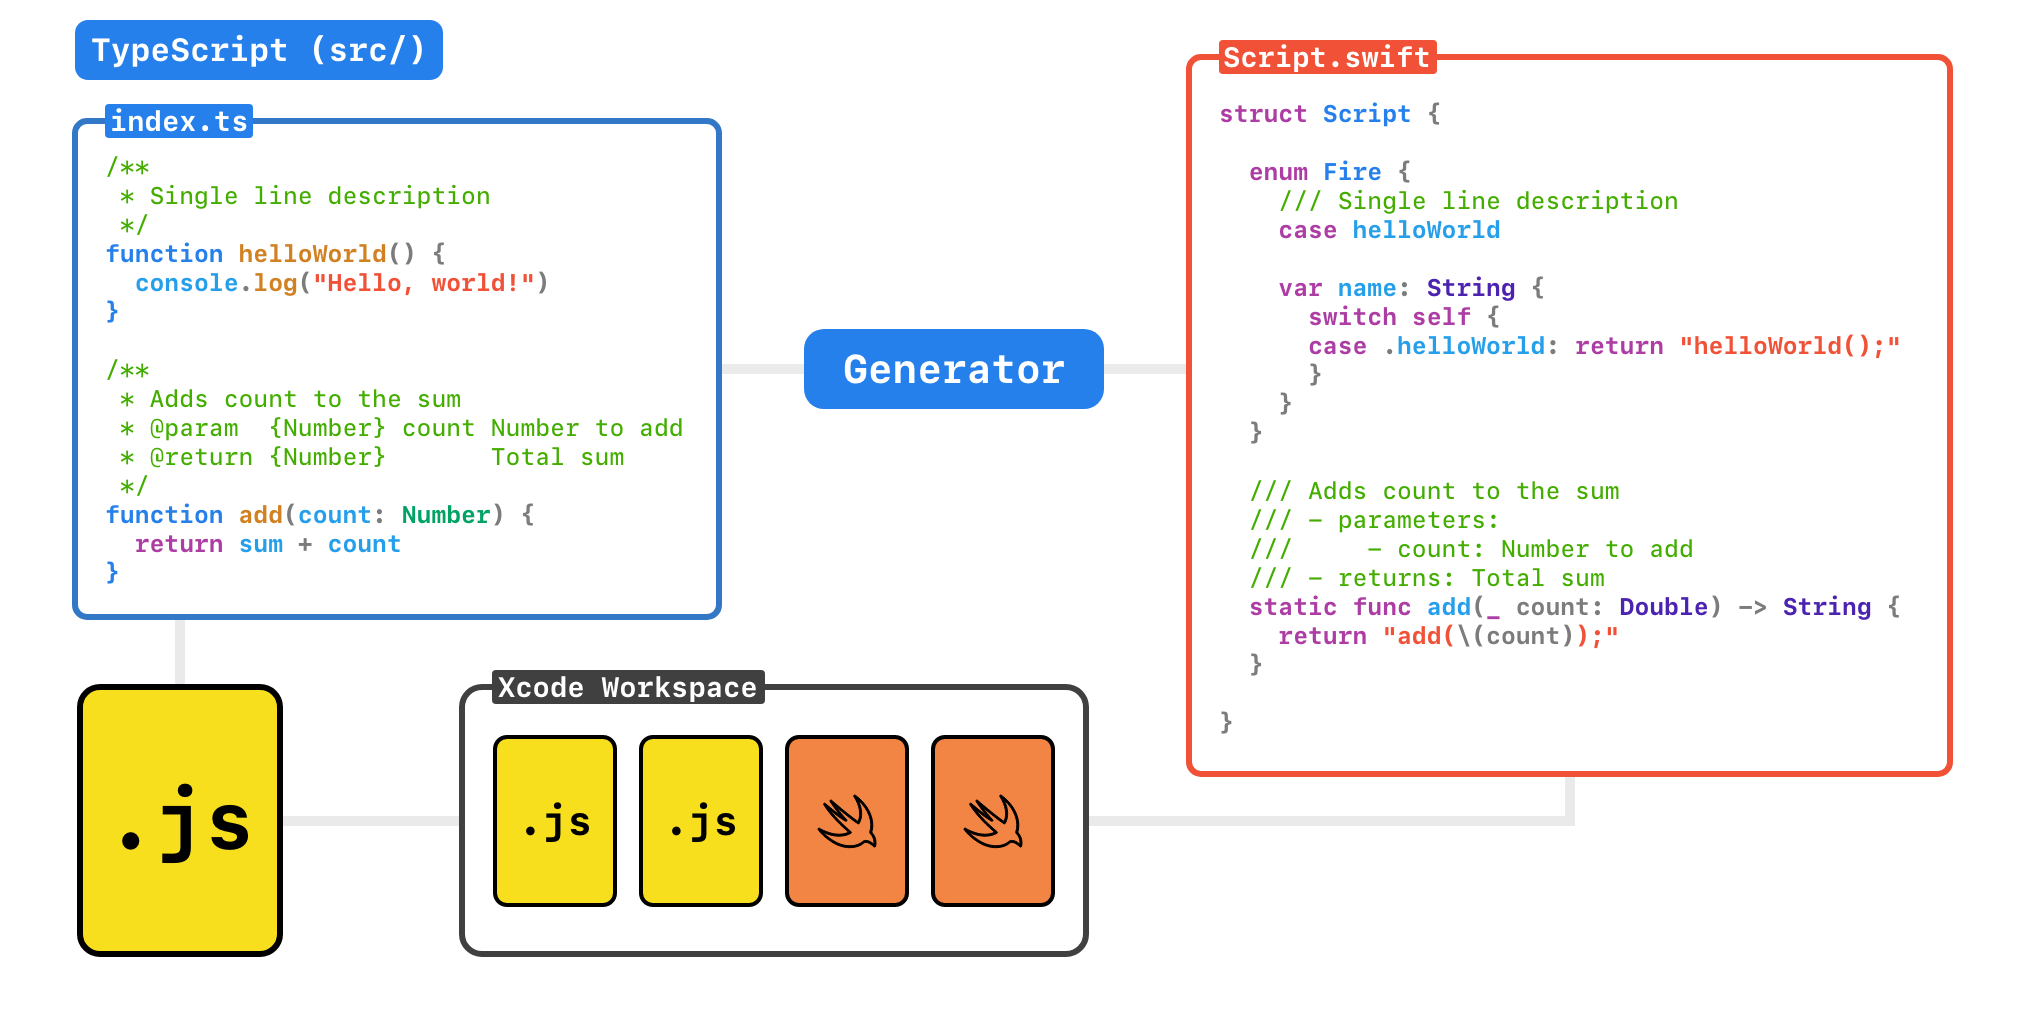 TypeScript (src/)
index.ts
/**
 * Single line description
 */
function helloWorld() {
  console.log("Hello, world!")
}

/**
 * Adds count to the sum
 * @param  {Number} count Number to add
 * @return {Number}       Total sum
 */
function add(count: Number) {
  return sum + count
}
Generator
Script.swift
struct Script {

  enum Fire {
    /// Single line description
    case helloWorld

    var name: String {
      switch self {
      case .helloWorld: return "helloWorld();"
      }
    }
  }

  /// Adds count to the sum
  /// - parameters:
  ///     - count: Number to add
  /// - returns: Total sum
  static func add(_ count: Double) -> String {
    return "add(\(count));"
  }

}
.js
Xcode Workspace
.js
.js